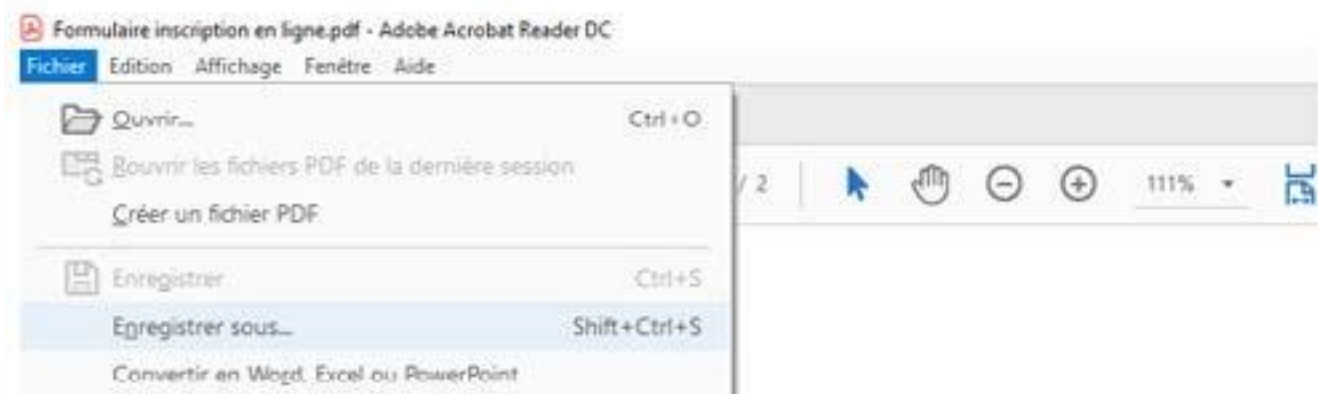 Formulaire inscription en ligne.pdf - Adobe Acrobat Reader DC
Fichier Edition Affichage Fenêtre Aide
Ouvrir... Ctrl+O
Rouvrir les fichiers PDF de la dernière session
/ 2 111%
Créer un fichier PDF
Enregistrer Ctrl+S
Enregistrer sous... Shift+Ctrl+S
Convertir en Word, Excel ou PowerPoint